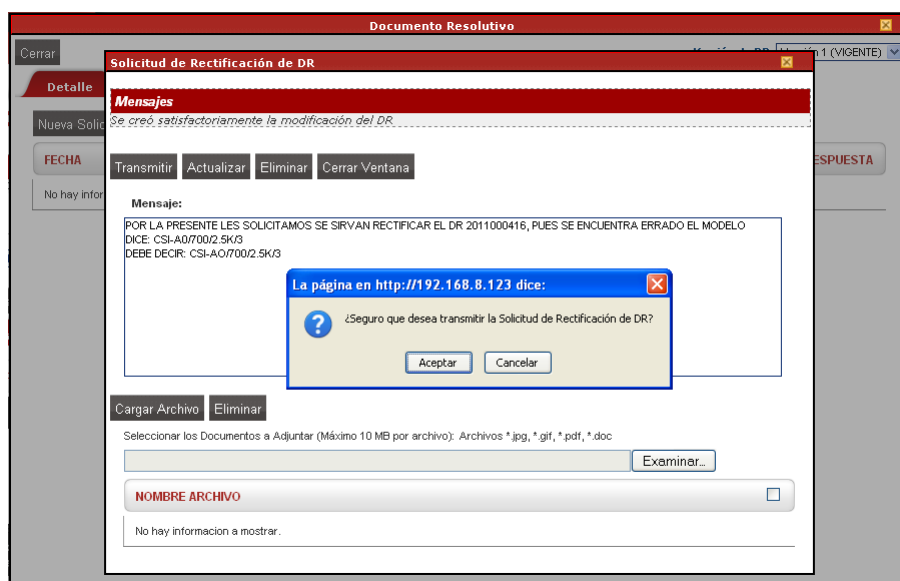 Documento Resolutivo
Cerrar
1 (VIGENTE)
Solicitud de Rectificación de DR
Detalle
Mensajes
Se creó satisfactoriamente la modificación del DR
Nueva Solic
FECHA
ESPUESTA
Transmitir Actualizar Eliminar Cerrar Ventana
No hay infor
Mensaje:
POR LA PRESENTE LES SOLICITAMOS SE SIRVAN RECTIFICAR EL DR 2011000416, PUES SE ENCUENTRA ERRADO EL MODELO
DICE: CSI-A0/700/2.5K/3
DEBE DECIR: CSI-AO/700/2.5K/3
La página en http://192.168.8.123 dice:
¿Seguro que desea transmitir la Solicitud de Rectificación de DR?
Aceptar Cancelar
Cargar Archivo Eliminar
Seleccionar los Documentos a Adjuntar (Máximo 10 MB por archivo): Archivos *.jpg, *.gif, *.pdf, *.doc
Examinar...
NOMBRE ARCHIVO
No hay informacion a mostrar.